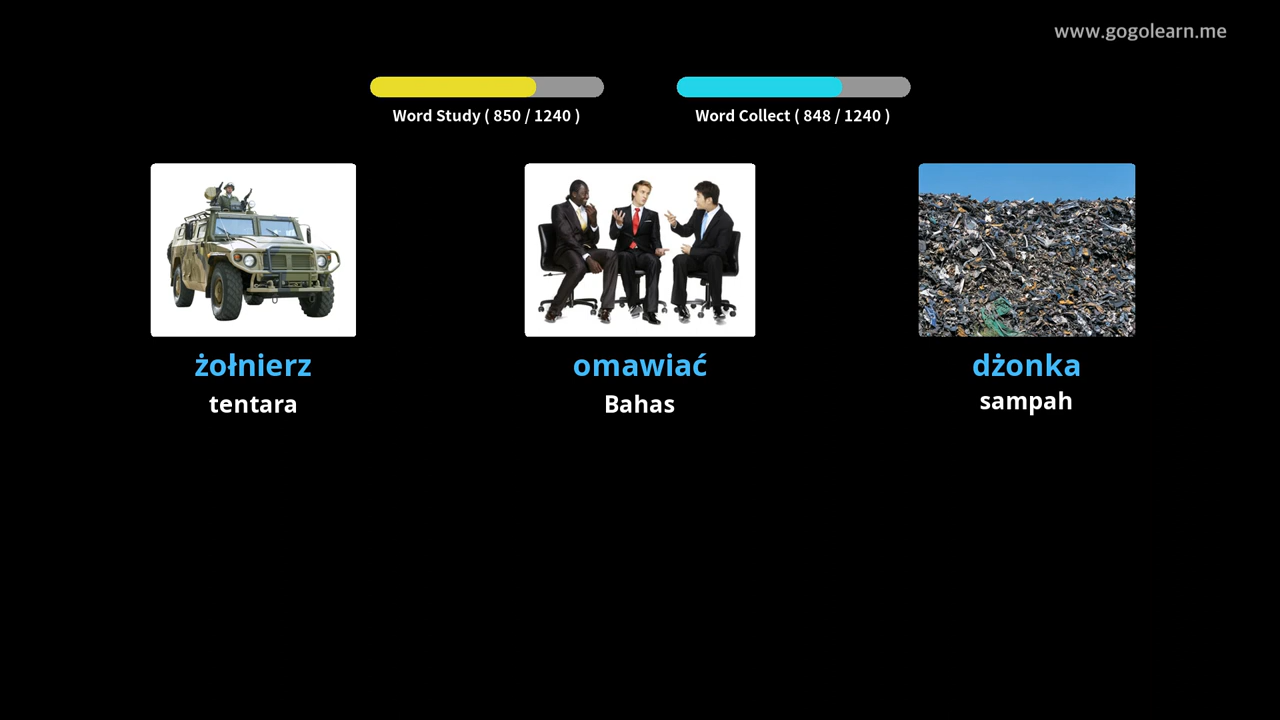 www.gogolearn.me
Word Study ( 850 / 1240 )
Word Collect ( 848 / 1240 )
żołnierz
tentara
omawiać
Bahas
dżonka
sampah